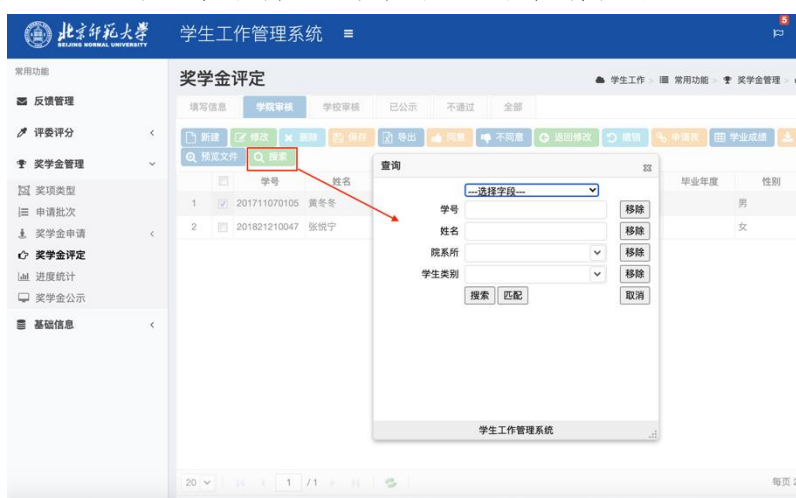 北京师范大学 学生工作管理系统 5
BEIJING NORMAL UNIVERSITY
常用功能
反馈管理
评委评分
奖学金管理
奖项类型
申请批次
奖学金申请
奖学金评定
进度统计
奖学金公示
基础信息
奖学金评定
学生工作 > 常用功能 > 奖学金管理 >
填写信息 学院审核 学校审核 已公示 不通过 全部
新建 修改 删除 保存 导出 同意 不同意 返回修改 撤销 申请表 学业成绩
预览文件 搜索
学号 姓名 毕业年度 性别
1 201711070105 黄冬冬 男
2 201821210047 张悦宁 女
查询
---选择字段---
学号 移除
姓名 移除
院系所 移除
学生类别 移除
搜索 匹配 取消
学生工作管理系统
20 1 /1 每页 2